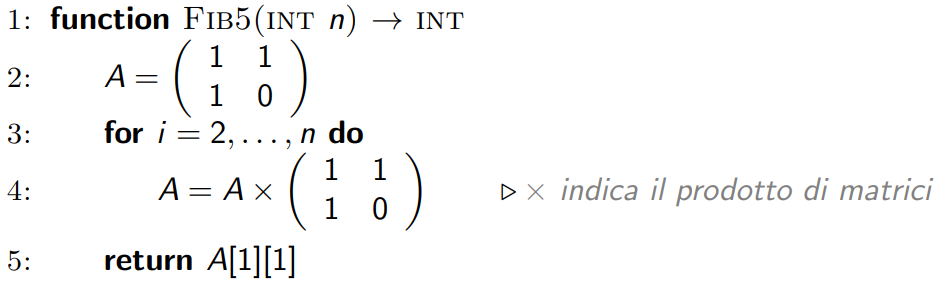 1: function FIB5(INT n) → INT
2: A = ( 1 1
1 0 )
3: for i = 2, . . . , n do
4: A = A × ( 1 1
1 0 ) ▷ × indica il prodotto di matrici
5: return A[1][1]